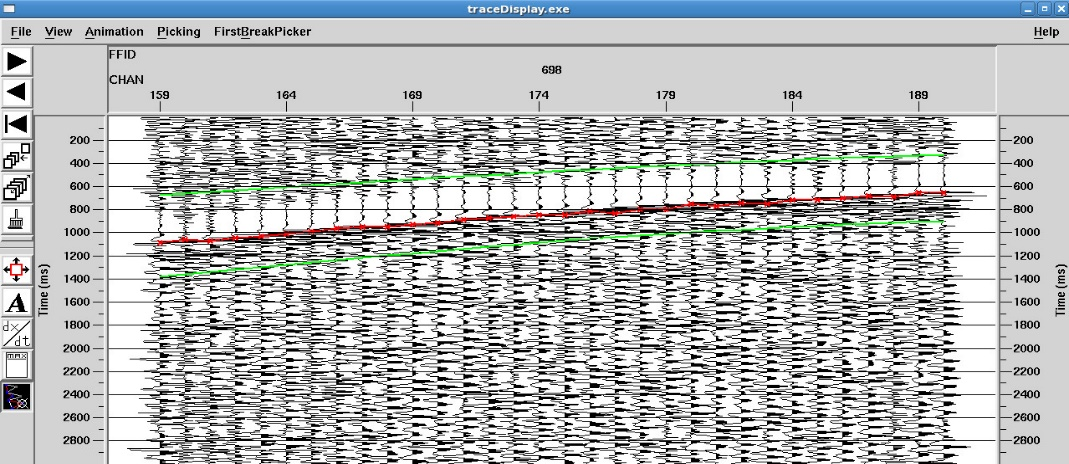 traceDisplay.exe
File View Animation Picking FirstBreakPicker Help
FFID
698
CHAN
159 164 169 174 179 184 189
200 200
400 400
600 600
800 800
1000 1000
1200 1200
1400 1400
1600 1600
1800 1800
2000 2000
2200 2200
2400 2400
2600 2600
2800 2800
Time (ms) Time (ms)
A
dx/dt
max